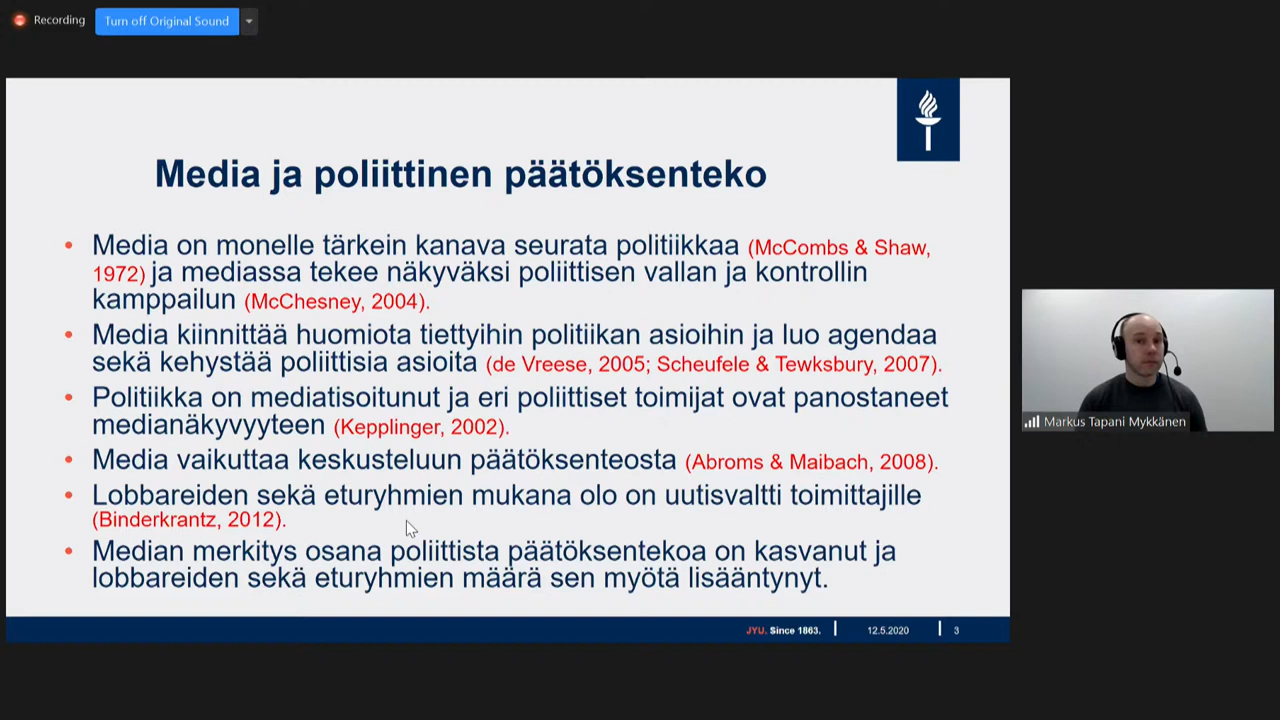 Recording
Turn off Original Sound
Media ja poliittinen päätöksenteko
• Media on monelle tärkein kanava seurata politiikkaa (McCombs & Shaw,
1972) ja mediassa tekee näkyväksi poliittisen vallan ja kontrollin
kamppailun (McChesney, 2004).
• Media kiinnittää huomiota tiettyihin politiikan asioihin ja luo agendaa
sekä kehystää poliittisia asioita (de Vreese, 2005; Scheufele & Tewksbury, 2007).
• Politiikka on mediatisoitunut ja eri poliittiset toimijat ovat panostaneet
medianäkyvyyteen (Kepplinger, 2002).
• Media vaikuttaa keskusteluun päätöksenteosta (Abroms & Maibach, 2008).
• Lobbareiden sekä eturyhmien mukana olo on uutisvaltti toimittajille
(Binderkrantz, 2012).
• Median merkitys osana poliittista päätöksentekoa on kasvanut ja
lobbareiden sekä eturyhmien määrä sen myötä lisääntynyt.
JYU. Since 1863.
12.5.2020
3
Markus Tapani Mykkänen